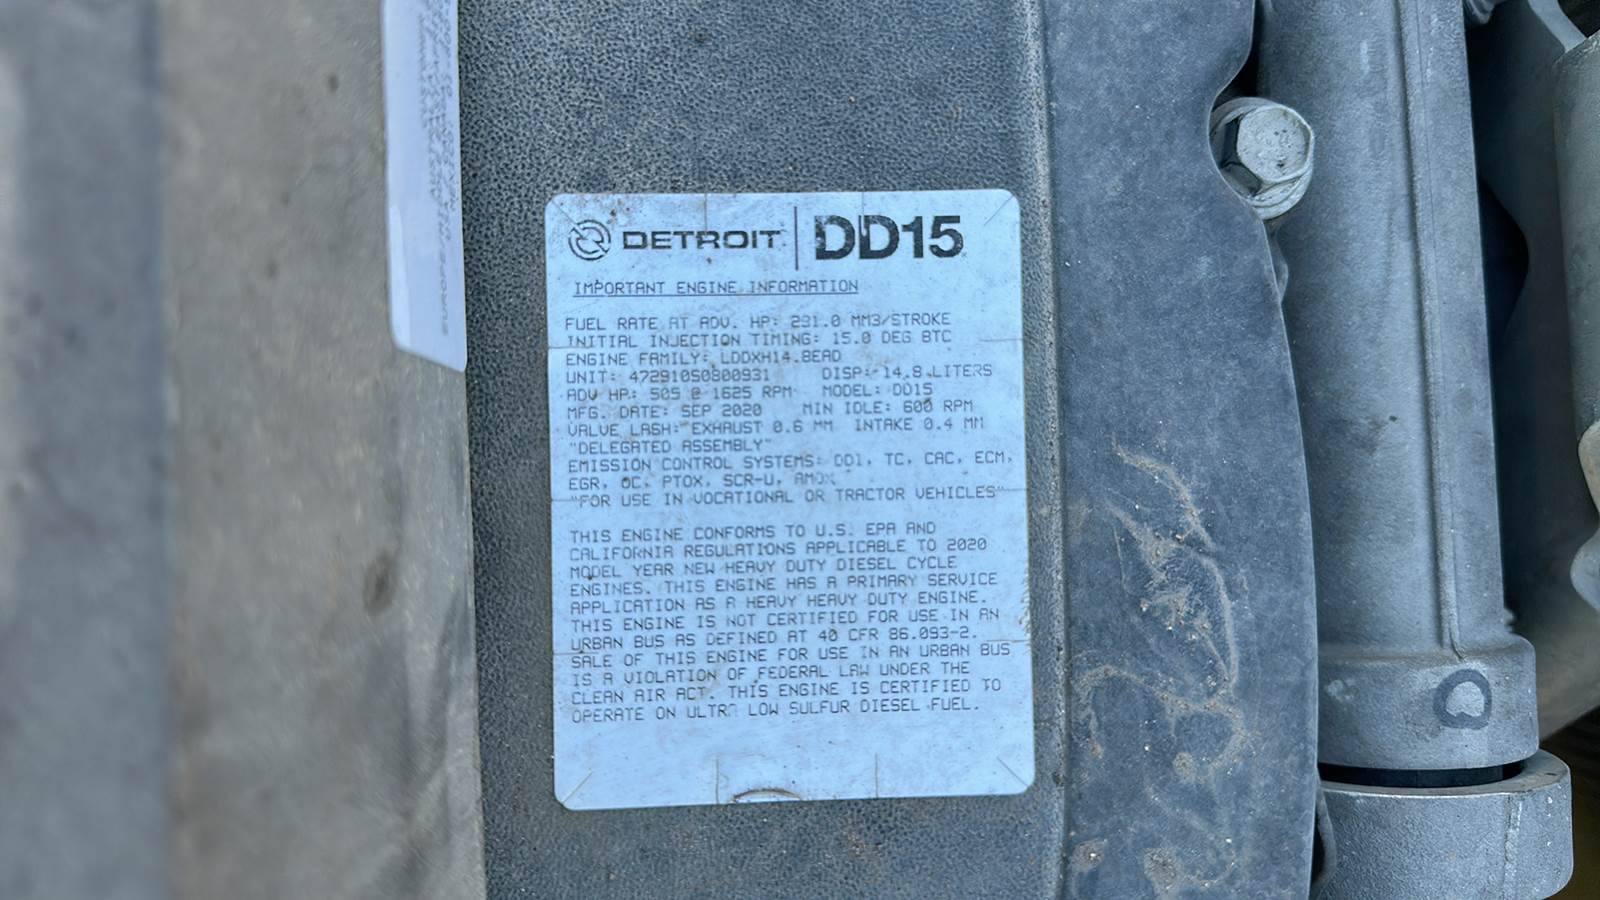 DETROIT DD15
IMPORTANT ENGINE INFORMATION
FUEL RATE AT ADV. HP: 231.0 MM3/STROKE
INITIAL INJECTION TIMING: 15.0 DEG BTC
ENGINE FAMILY: LDDXH14.8EAD
UNIT: 472910S0800931 DISP: 14.8 LITERS
ADV HP: 505 @ 1625 RPM MODEL: DD15
MFG. DATE: SEP 2020 MIN IDLE: 600 RPM
VALVE LASH: EXHAUST 0.6 MM INTAKE 0.4 MM
"DELEGATED ASSEMBLY"
EMISSION CONTROL SYSTEMS: DDI, TC, CAC, ECM,
EGR, OC, PTOX, SCR-U, AMOX
"FOR USE IN VOCATIONAL OR TRACTOR VEHICLES"
THIS ENGINE CONFORMS TO U.S. EPA AND
CALIFORNIA REGULATIONS APPLICABLE TO 2020
MODEL YEAR NEW HEAVY DUTY DIESEL CYCLE
ENGINES. THIS ENGINE HAS A PRIMARY SERVICE
APPLICATION AS A HEAVY HEAVY DUTY ENGINE.
THIS ENGINE IS NOT CERTIFIED FOR USE IN AN
URBAN BUS AS DEFINED AT 40 CFR 86.093-2.
SALE OF THIS ENGINE FOR USE IN AN URBAN BUS
IS A VIOLATION OF FEDERAL LAW UNDER THE
CLEAN AIR ACT. THIS ENGINE IS CERTIFIED TO
OPERATE ON ULTRA LOW SULFUR DIESEL FUEL.